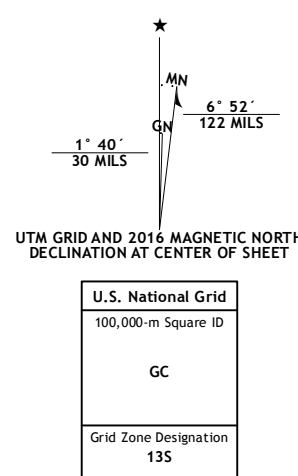 ★
MN
GN
6° 52´
122 MILS
1° 40´
30 MILS
UTM GRID AND 2016 MAGNETIC NORTH
DECLINATION AT CENTER OF SHEET
U.S. National Grid
100,000-m Square ID
GC
Grid Zone Designation
13S